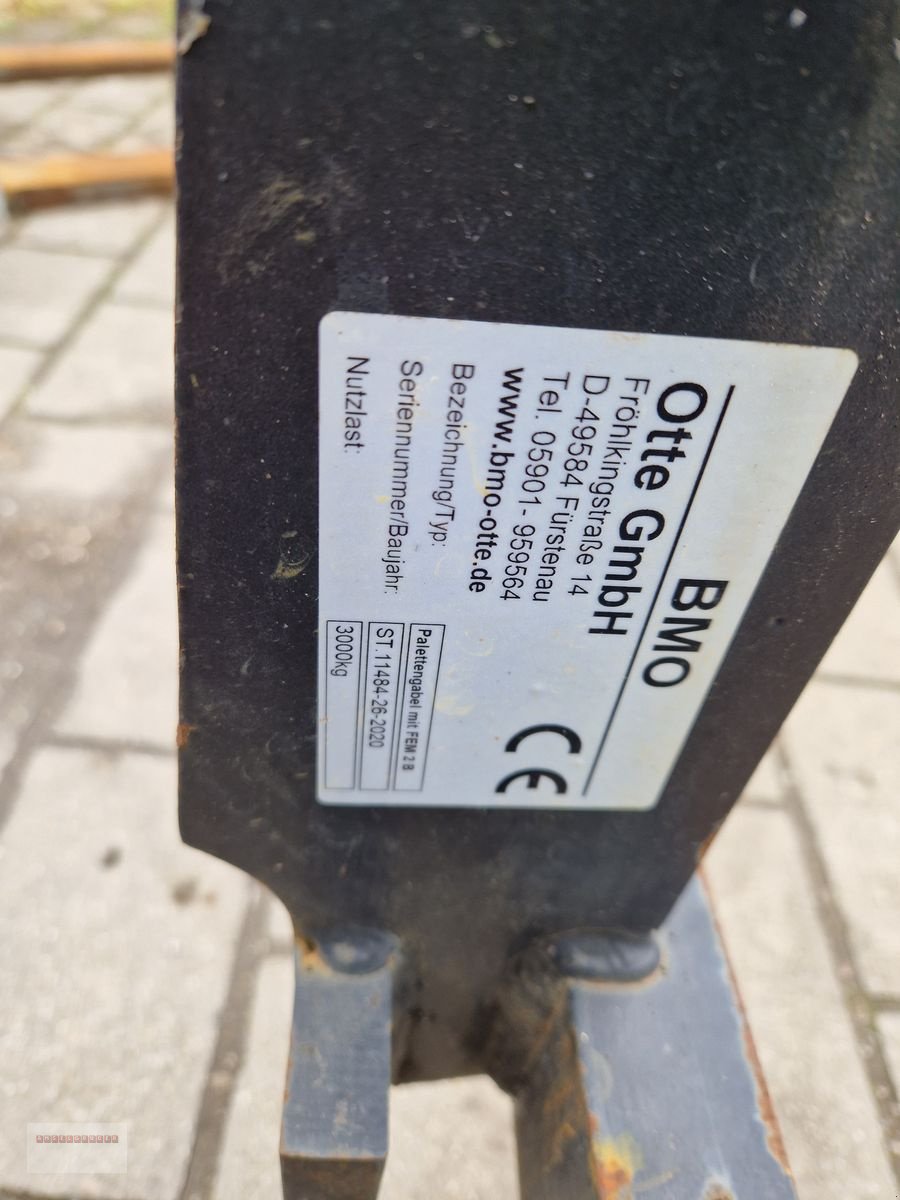 BMO
Otte GmbH
Fröhlkingstraße 14
D-49584 Fürstenau
Tel. 05901- 959564
www.bmo-otte.de
CE
Bezeichnung/Typ: Palettengabel mit FEM 2 B
Seriennummer/Baujahr: ST.11484-26-2020
Nutzlast: 3000kg
AMSEGBERGER